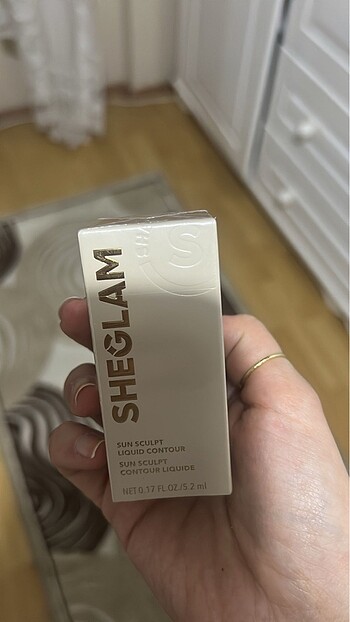 SHEGLAM
SUN SCULPT
LIQUID CONTOUR
SUN SCULPT
CONTOUR LIQUIDE
NET 0.17 FL.OZ./5.2 ml